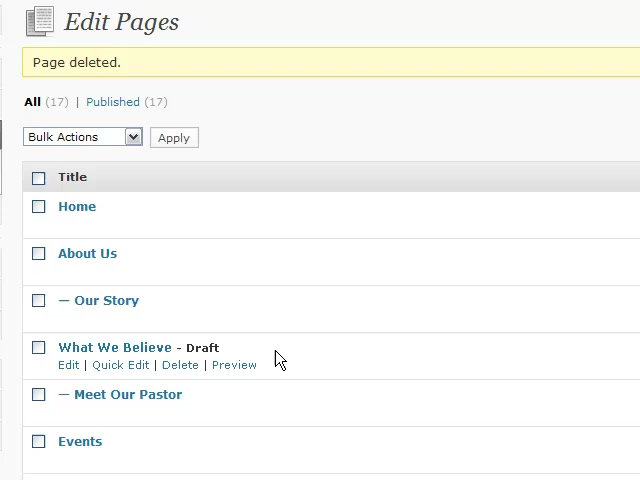 Edit Pages
Page deleted.
All (17) | Published (17)
Bulk Actions Apply
Title
Home
About Us
— Our Story
What We Believe - Draft
Edit | Quick Edit | Delete | Preview
— Meet Our Pastor
Events